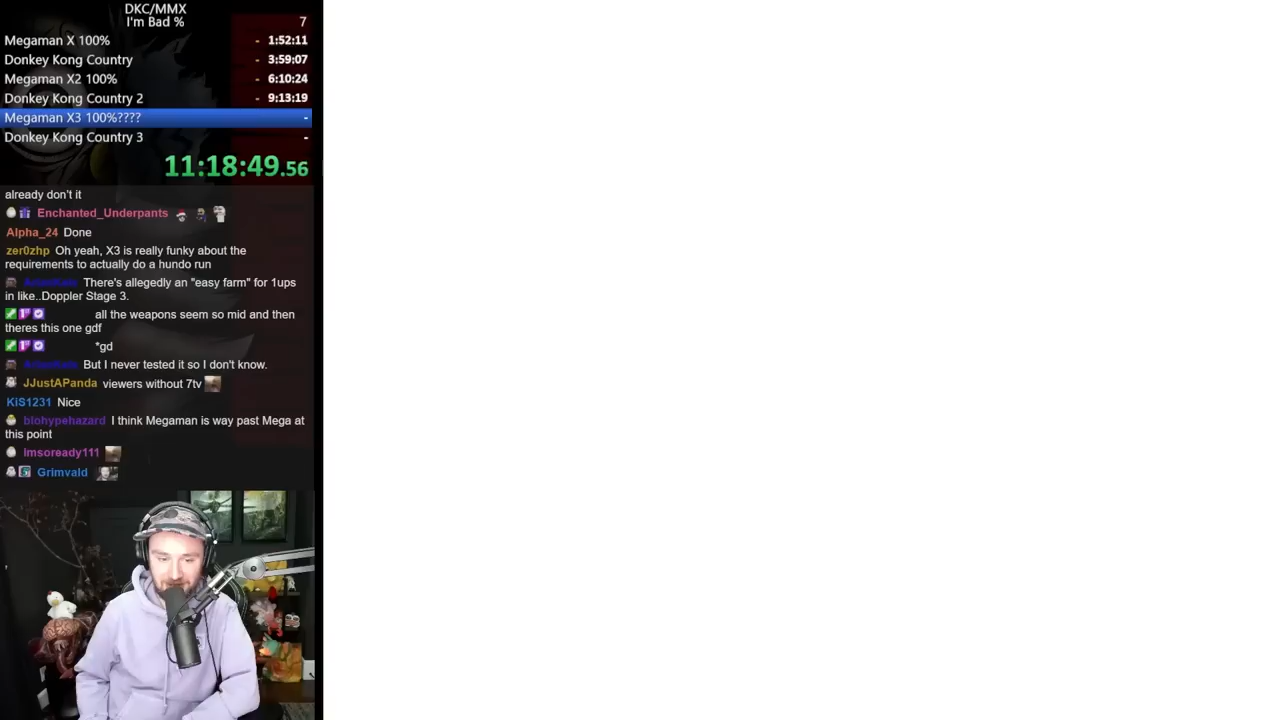 DKC/MMX
I'm Bad %
7
Megaman X 100% - 1:52:11
Donkey Kong Country - 3:59:07
Megaman X2 100% - 6:10:24
Donkey Kong Country 2 - 9:13:19
Megaman X3 100%???? -
Donkey Kong Country 3 -
11:18:49.56
already don't it
Enchanted_Underpants
Alpha_24 Done
zer0zhp Oh yeah, X3 is really funky about the
requirements to actually do a hundo run
There's allegedly an "easy farm" for 1ups
in like..Doppler Stage 3.
all the weapons seem so mid and then
theres this one gdf
*gd
But I never tested it so I don't know.
JJustAPanda viewers without 7tv
KiS1231 Nice
blohypehazard I think Megaman is way past Mega at
this point
imsoready111
Grimvald